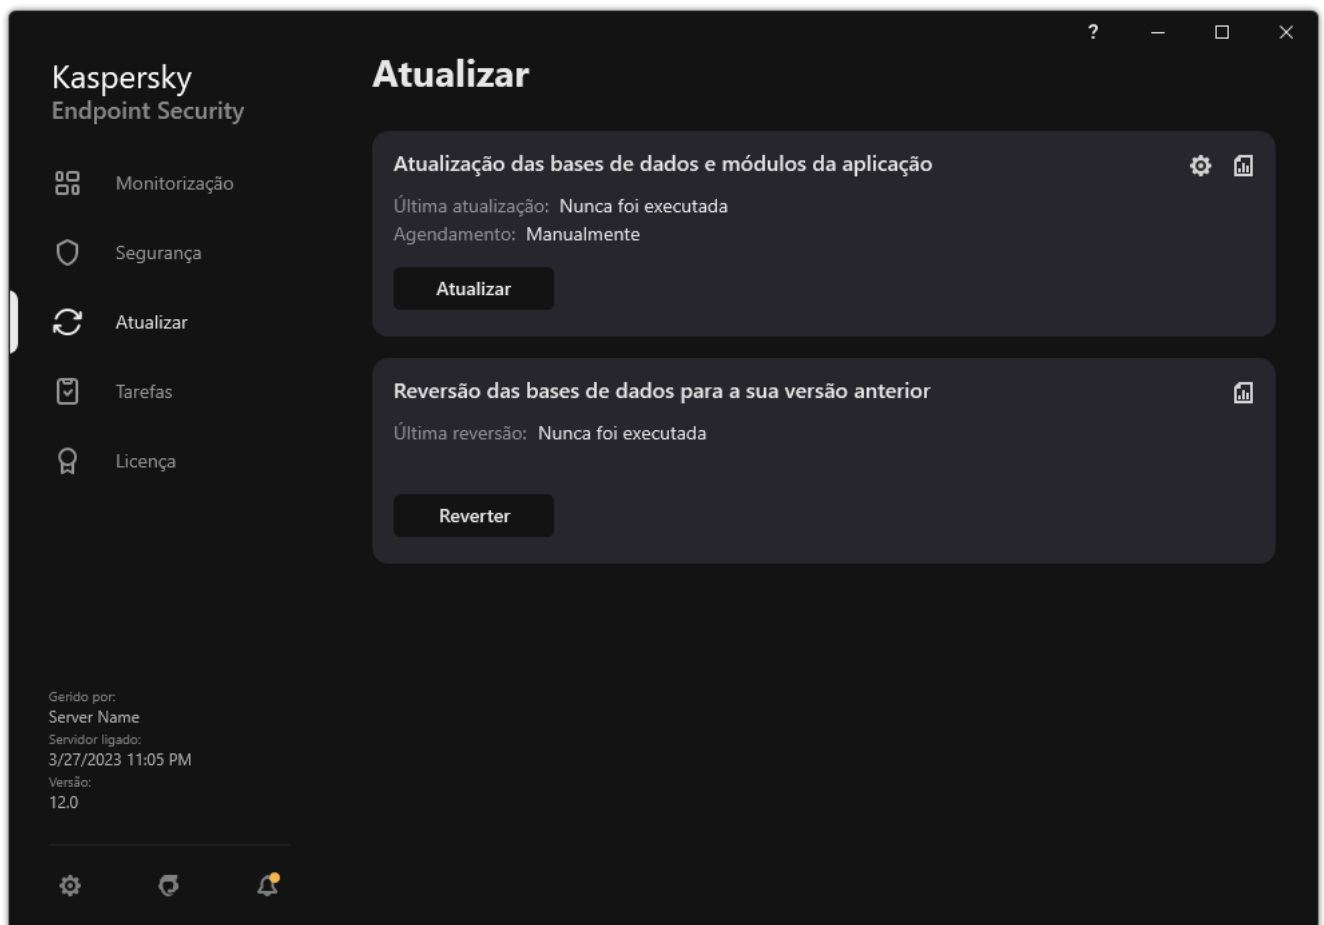 ?
Kaspersky
Endpoint Security
Monitorização
Segurança
Atualizar
Tarefas
Licença
Gerido por:
Server Name
Servidor ligado:
3/27/2023 11:05 PM
Versão:
12.0
Atualizar
Atualização das bases de dados e módulos da aplicação
Última atualização: Nunca foi executada
Agendamento: Manualmente
Atualizar
Reversão das bases de dados para a sua versão anterior
Última reversão: Nunca foi executada
Reverter